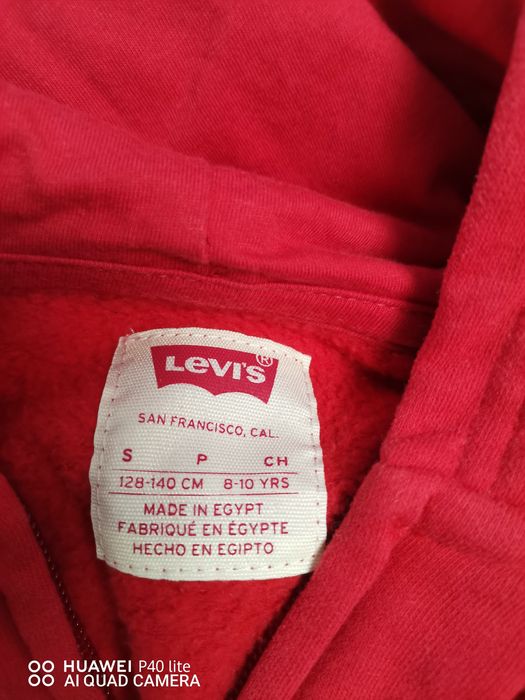 Levi's®
SAN FRANCISCO, CAL.
S P CH
128-140 CM 8-10 YRS
MADE IN EGYPT
FABRIQUÉ EN ÉGYPTE
HECHO EN EGIPTO
HUAWEI P40 lite
AI QUAD CAMERA